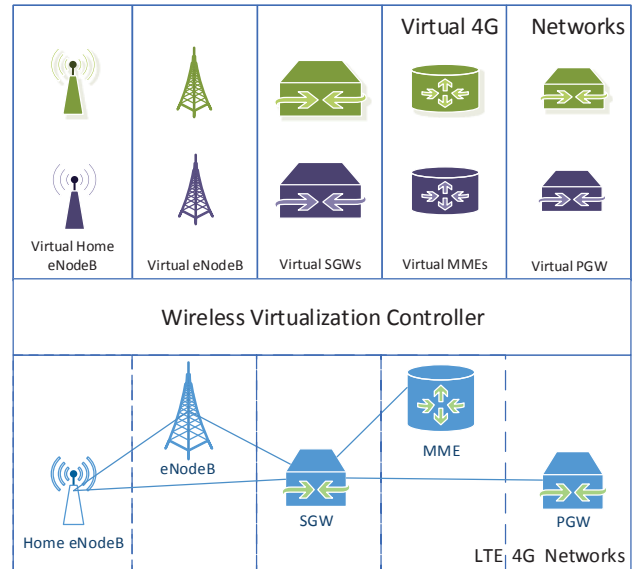 Virtual 4G Networks
Virtual Home
eNodeB
Virtual eNodeB
Virtual SGWs
Virtual MMEs
Virtual PGW
Wireless Virtualization Controller
MME
eNodeB
SGW
PGW
Home eNodeB
LTE 4G Networks